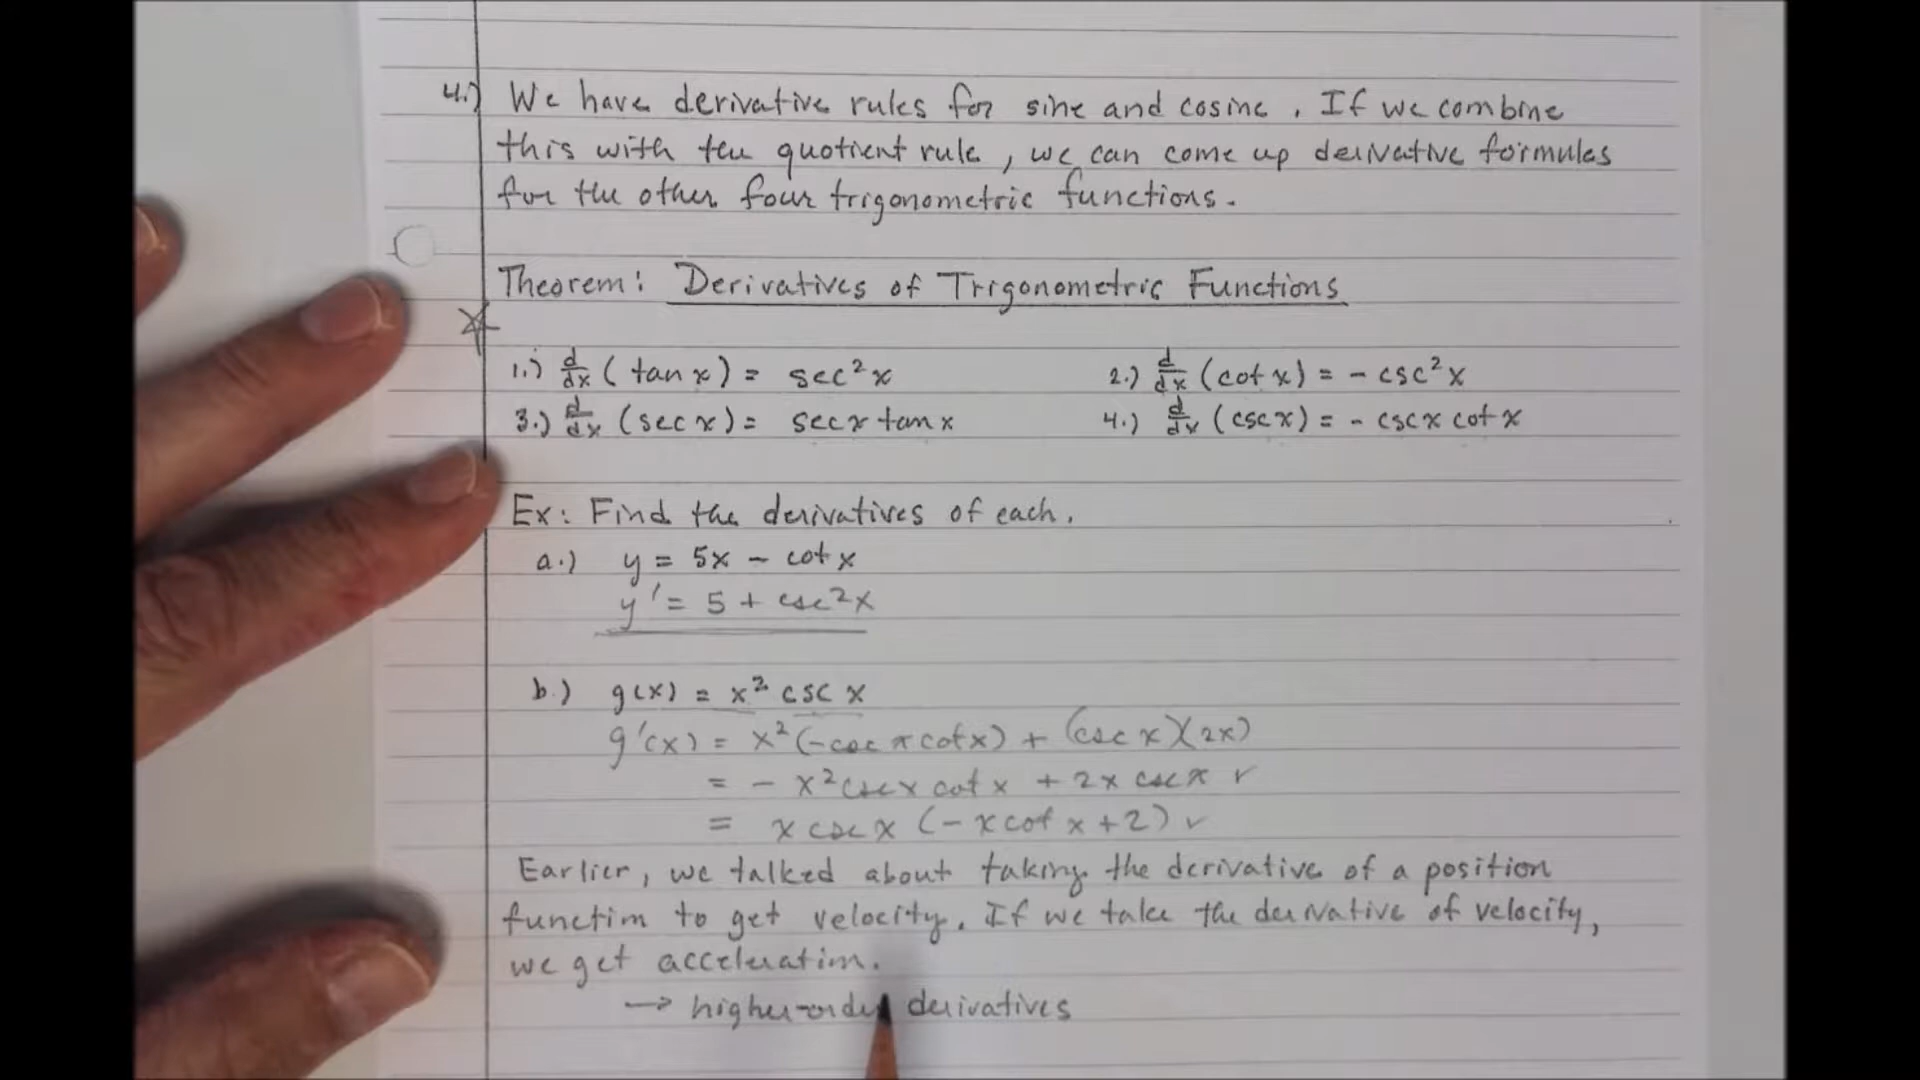 4.) We have derivative rules for sine and cosine. If we combine
this with the quotient rule, we can come up derivative formulas
for the other four trigonometric functions.
Theorem: Derivatives of Trigonometric Functions
1.) d/dx (tan x) = sec²x 2.) d/dx (cot x) = - csc²x
3.) d/dx (sec x) = sec x tan x 4.) d/dx (csc x) = - csc x cot x
Ex: Find the derivatives of each.
a.) y = 5x - cot x
y' = 5 + csc²x
b.) g(x) = x² csc x
g'(x) = x²(-csc x cot x) + (csc x)(2x)
= - x² csc x cot x + 2x csc x ✓
= x csc x (- x cot x + 2) ✓
Earlier, we talked about taking the derivative of a position
function to get velocity. If we take the derivative of velocity,
we get acceleration.
→ higher-order derivatives